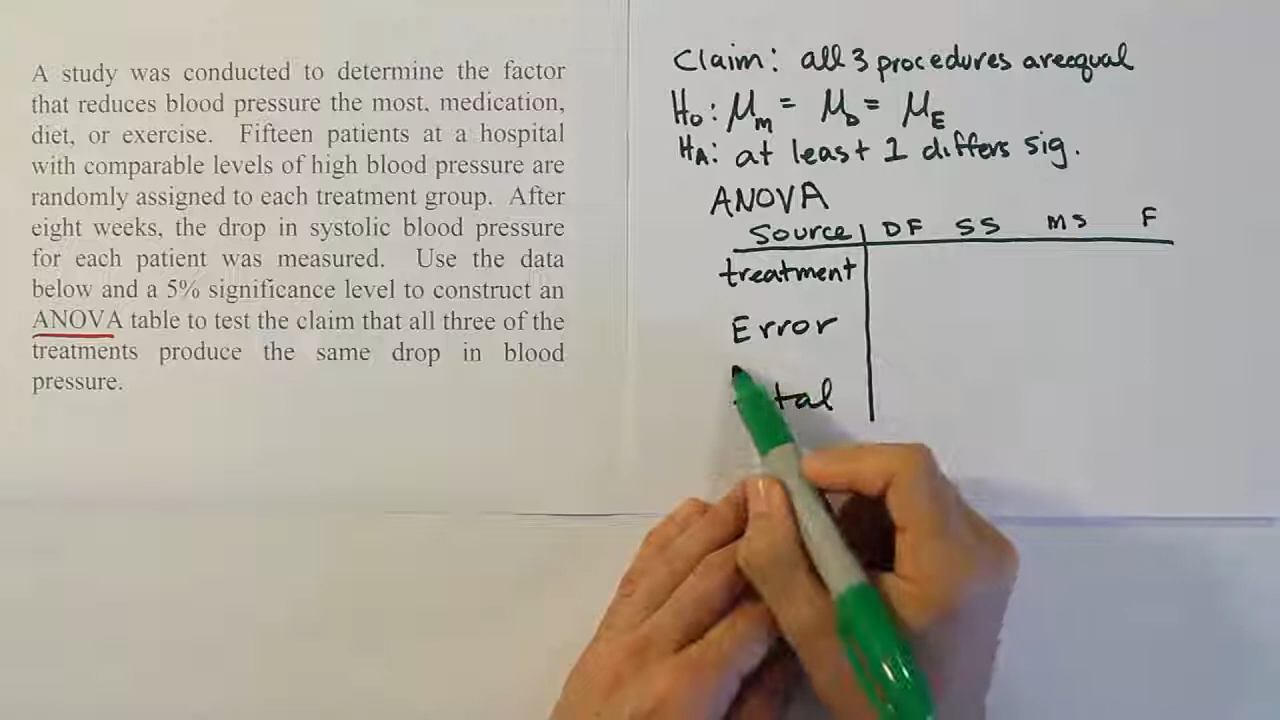 A study was conducted to determine the factor
that reduces blood pressure the most, medication,
diet, or exercise. Fifteen patients at a hospital
with comparable levels of high blood pressure are
randomly assigned to each treatment group. After
eight weeks, the drop in systolic blood pressure
for each patient was measured. Use the data
below and a 5% significance level to construct an
ANOVA table to test the claim that all three of the
treatments produce the same drop in blood
pressure.
Claim: all 3 procedures are equal
H₀: μm = μD = μE
HA: at least 1 differs sig.
ANOVA
Source DF SS MS F
treatment
Error